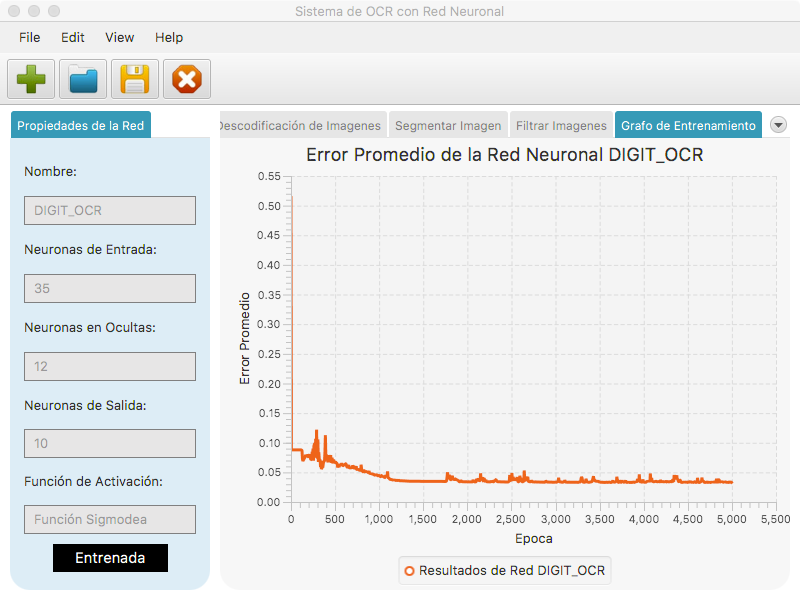 Sistema de OCR con Red Neuronal
File Edit View Help
Propiedades de la Red
Descodificación de Imagenes Segmentar Imagen Filtrar Imagenes Grafo de Entrenamiento
Nombre:
DIGIT_OCR
Neuronas de Entrada:
35
Neuronas en Ocultas:
12
Neuronas de Salida:
10
Función de Activación:
Función Sigmodea
Entrenada
Error Promedio de la Red Neuronal DIGIT_OCR
Error Promedio
0.55
0.50
0.45
0.40
0.35
0.30
0.25
0.20
0.15
0.10
0.05
0.00
0 500 1,000 1,500 2,000 2,500 3,000 3,500 4,000 4,500 5,000 5,500
Epoca
Resultados de Red DIGIT_OCR